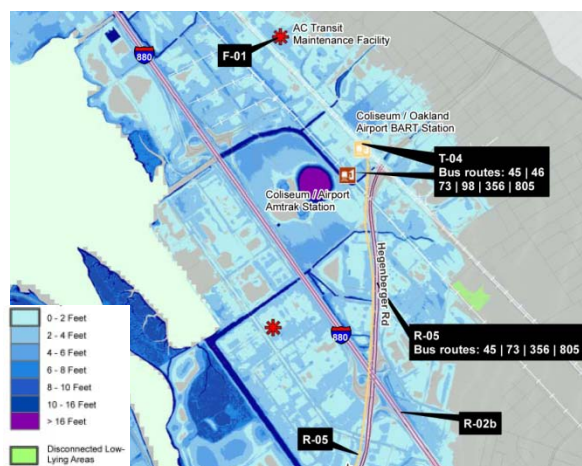 AC Transit
Maintenance Facility
880
F-01
Coliseum / Oakland
Airport BART Station
T-04
Bus routes: 45 | 46
73 | 98 | 356 | 805
Coliseum / Airport
Amtrak Station
Hegenberger Rd
0 - 2 Feet
2 - 4 Feet
4 - 6 Feet
6 - 8 Feet
8 - 10 Feet
10 - 16 Feet
> 16 Feet
Disconnected Low-
Lying Areas
880
R-05
Bus routes: 45 | 73 | 356 | 805
R-02b
R-05